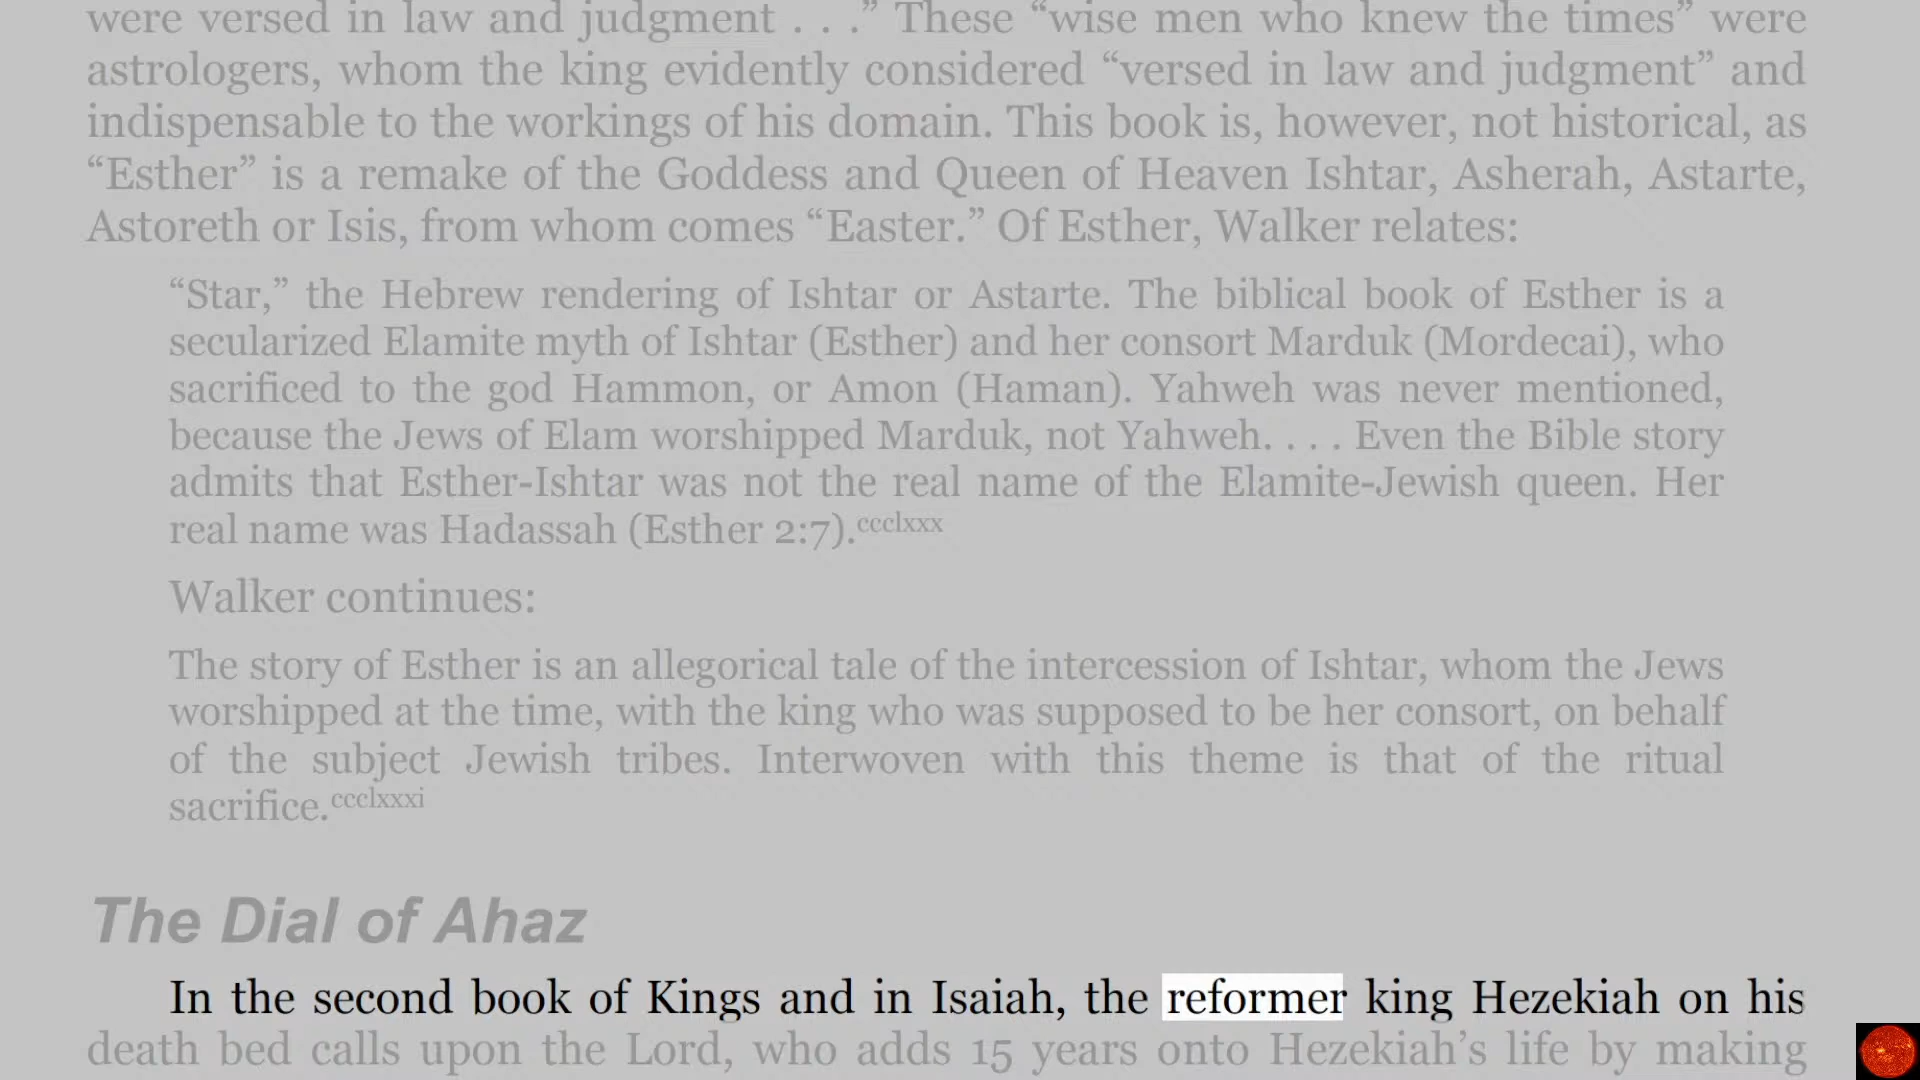 were versed in law and judgment . . .” These “wise men who knew the times” were
astrologers, whom the king evidently considered “versed in law and judgment” and
indispensable to the workings of his domain. This book is, however, not historical, as
“Esther” is a remake of the Goddess and Queen of Heaven Ishtar, Asherah, Astarte,
Astoreth or Isis, from whom comes “Easter.” Of Esther, Walker relates:
“Star,” the Hebrew rendering of Ishtar or Astarte. The biblical book of Esther is a
secularized Elamite myth of Ishtar (Esther) and her consort Marduk (Mordecai), who
sacrificed to the god Hammon, or Amon (Haman). Yahweh was never mentioned,
because the Jews of Elam worshipped Marduk, not Yahweh. . . . Even the Bible story
admits that Esther-Ishtar was not the real name of the Elamite-Jewish queen. Her
real name was Hadassah (Esther 2:7).ccclxxx
Walker continues:
The story of Esther is an allegorical tale of the intercession of Ishtar, whom the Jews
worshipped at the time, with the king who was supposed to be her consort, on behalf
of the subject Jewish tribes. Interwoven with this theme is that of the ritual
sacrifice.ccclxxxi
The Dial of Ahaz
In the second book of Kings and in Isaiah, the reformer king Hezekiah on his
death bed calls upon the Lord, who adds 15 years onto Hezekiah’s life by making